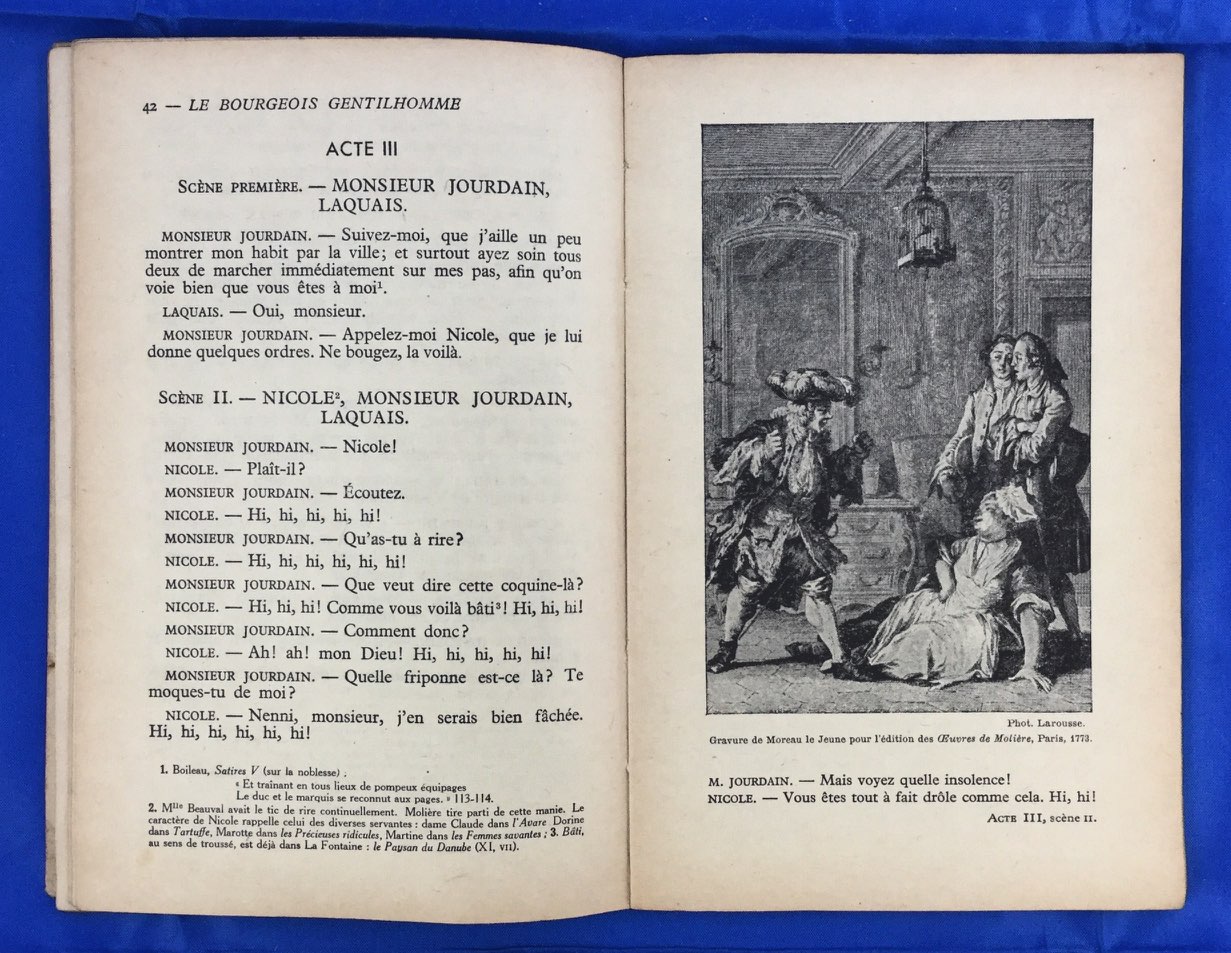 42 — LE BOURGEOIS GENTILHOMME
ACTE III
SCÈNE PREMIÈRE. — MONSIEUR JOURDAIN,
LAQUAIS.
MONSIEUR JOURDAIN. — Suivez-moi, que j'aille un peu
montrer mon habit par la ville; et surtout ayez soin tous
deux de marcher immédiatement sur mes pas, afin qu'on
voie bien que vous êtes à moi¹.
LAQUAIS. — Oui, monsieur.
MONSIEUR JOURDAIN. — Appelez-moi Nicole, que je lui
donne quelques ordres. Ne bougez, la voilà.
SCÈNE II. — NICOLE², MONSIEUR JOURDAIN,
LAQUAIS.
MONSIEUR JOURDAIN. — Nicole!
NICOLE. — Plaît-il?
MONSIEUR JOURDAIN. — Écoutez.
NICOLE. — Hi, hi, hi, hi, hi!
MONSIEUR JOURDAIN. — Qu'as-tu à rire?
NICOLE. — Hi, hi, hi, hi, hi, hi!
MONSIEUR JOURDAIN. — Que veut dire cette coquine-là?
NICOLE. — Hi, hi, hi! Comme vous voilà bâti³! Hi, hi, hi!
MONSIEUR JOURDAIN. — Comment donc?
NICOLE. — Ah! ah! mon Dieu! Hi, hi, hi, hi, hi!
MONSIEUR JOURDAIN. — Quelle friponne est-ce là? Te
moques-tu de moi?
NICOLE. — Nenni, monsieur, j'en serais bien fâchée.
Hi, hi, hi, hi, hi, hi!
1. Boileau, Satires V (sur la noblesse) :
« Et traînant en tous lieux de pompeux équipages
Le duc et le marquis se reconnut aux pages. » 113-114.
2. Mlle Beauval avait le tic de rire continuellement. Molière tire parti de cette manie. Le
caractère de Nicole rappelle celui des diverses servantes : dame Claude dans l'Avare Dorine
dans Tartuffe, Marotte dans les Précieuses ridicules, Martine dans les Femmes savantes; 3. Bâti,
au sens de troussé, est déjà dans La Fontaine : le Paysan du Danube (XI, VII).
Phot. Larousse.
Gravure de Moreau le Jeune pour l'édition des Œuvres de Molière, Paris, 1773.
M. JOURDAIN. — Mais voyez quelle insolence!
NICOLE. — Vous êtes tout à fait drôle comme cela. Hi, hi!
ACTE III, SCÈNE II.